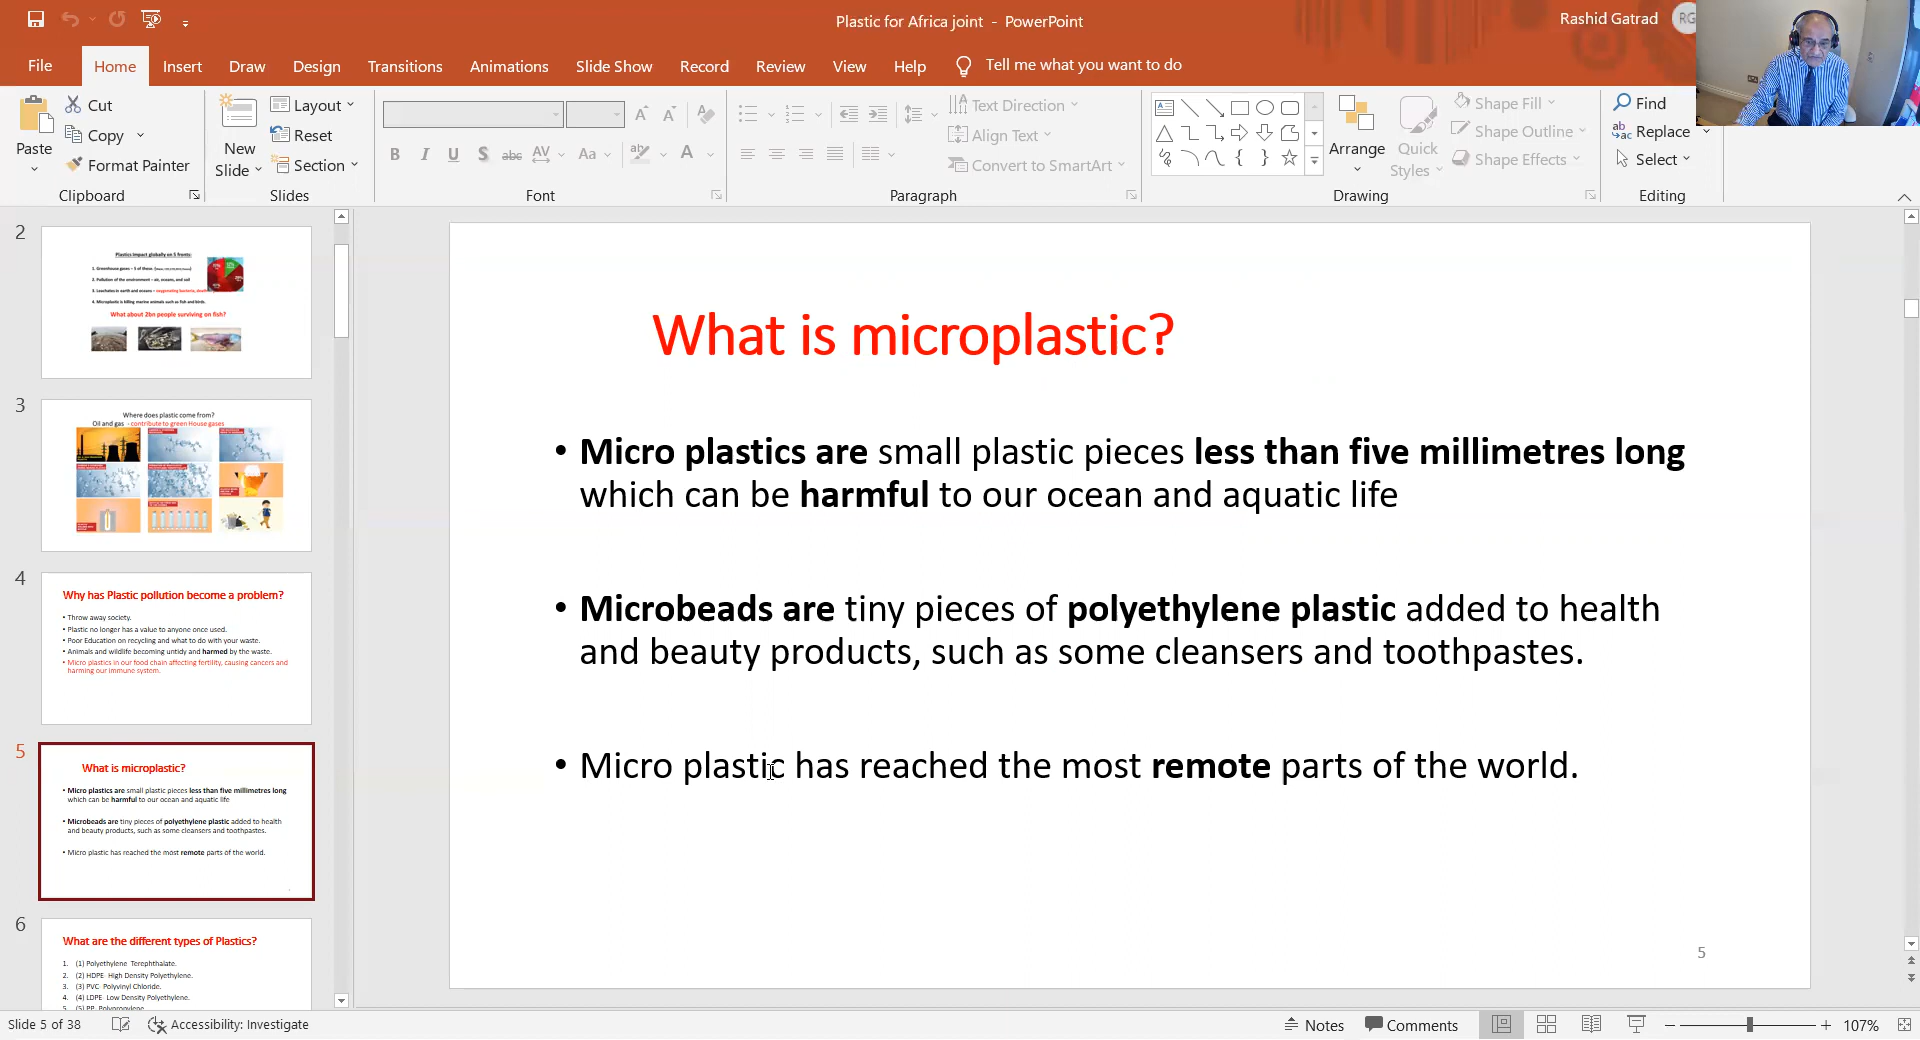 Plastic for Africa joint - PowerPoint
Rashid Gatrad
RG
File
Home
Insert
Draw
Design
Transitions
Animations
Slide Show
Record
Review
View
Help
Tell me what you want to do
Paste
Cut
Copy
Format Painter
Clipboard
New Slide
Layout
Reset
Section
Slides
B I U S abc AV Aa A
Font
Text Direction
Align Text
Convert to SmartArt
Paragraph
Arrange
Quick Styles
Shape Fill
Shape Outline
Shape Effects
Drawing
Find
Replace
Select
Editing
2
Plastics impact globally on 5 fronts:
1. Greenhouse gases – 5 of these
2. Pollution of the environment – air, oceans, and soil
3. Leachates in earth and oceans –
4. Microplastic is killing marine animals such as fish and birds.
What about 2bn people surviving on fish?
3
Where does plastic come from?
Oil and gas - contribute to green House gases
4
Why has Plastic pollution become a problem?
• Throw away society.
• Plastic no longer has a value to anyone once used.
• Poor Education on recycling and what to do with your waste.
• Animals and wildlife becoming untidy and harmed by the waste.
• Micro plastics in our food chain affecting fertility, causing cancers and
harming our immune system.
5
What is microplastic?
• Micro plastics are small plastic pieces less than five millimetres long
which can be harmful to our ocean and aquatic life
• Microbeads are tiny pieces of polyethylene plastic added to health
and beauty products, such as some cleansers and toothpastes.
• Micro plastic has reached the most remote parts of the world.
6
What are the different types of Plastics?
1. (1) Polyethylene Terephthalate.
2. (2) HDPE High Density Polyethylene.
3. (3) PVC Polyvinyl Chloride.
4. (4) LDPE Low Density Polyethylene.
5. (5) PP Polypropylene
What is microplastic?
• Micro plastics are small plastic pieces less than five millimetres long
which can be harmful to our ocean and aquatic life
• Microbeads are tiny pieces of polyethylene plastic added to health
and beauty products, such as some cleansers and toothpastes.
• Micro plastic has reached the most remote parts of the world.
5
Slide 5 of 38
Accessibility: Investigate
Notes
Comments
107%